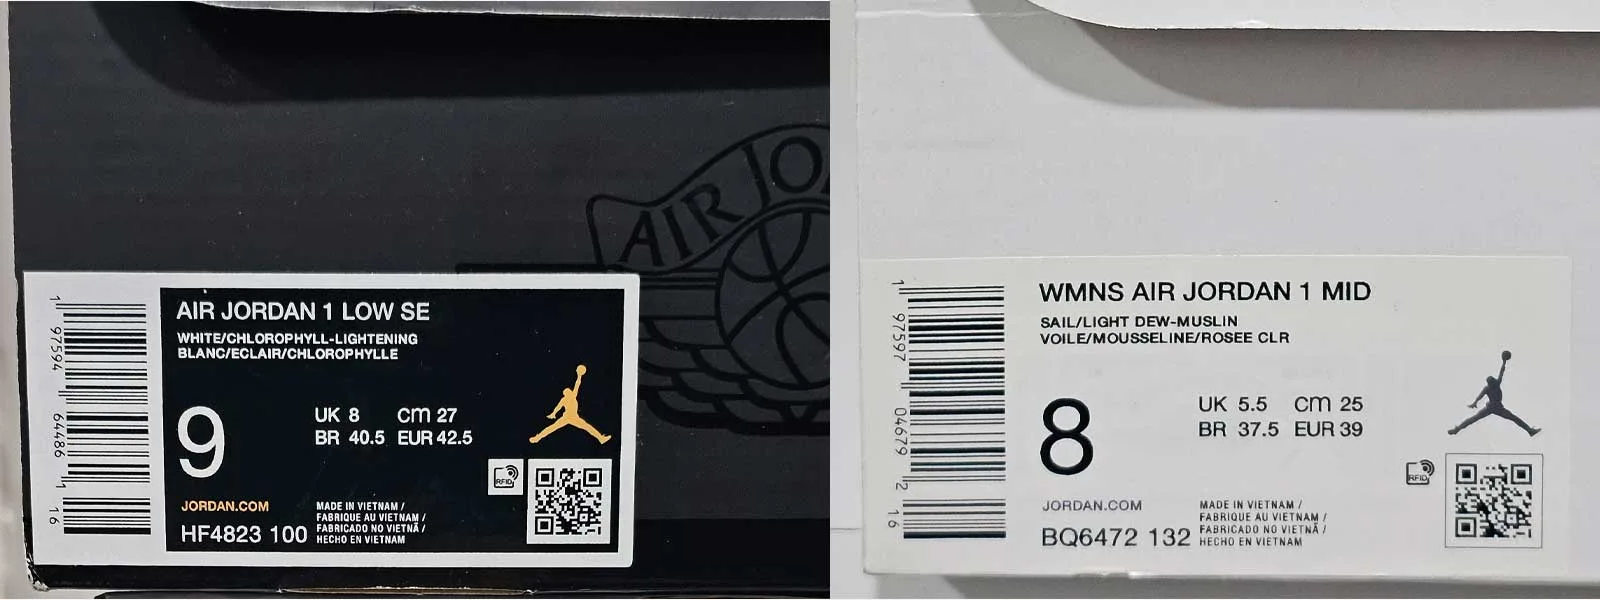 AIR JO
AIR JORDAN 1 LOW SE
WHITE/CHLOROPHYLL-LIGHTENING
BLANC/ECLAIR/CHLOROPHYLLE
9
UK 8 CM 27
BR 40.5 EUR 42.5
RFID
JORDAN.COM
HF4823 100
MADE IN VIETNAM /
FABRIQUE AU VIETNAM /
FABRICADO NO VIETNÃ /
HECHO EN VIETNAM
1 97594 64486 1 16
WMNS AIR JORDAN 1 MID
SAIL/LIGHT DEW-MUSLIN
VOILE/MOUSSELINE/ROSEE CLR
8
UK 5.5 CM 25
BR 37.5 EUR 39
RFID
JORDAN.COM
BQ6472 132
MADE IN VIETNAM /
FABRIQUE AU VIETNAM /
FABRICADO NO VIETNÃ /
HECHO EN VIETNAM
1 97597 04679 2 16